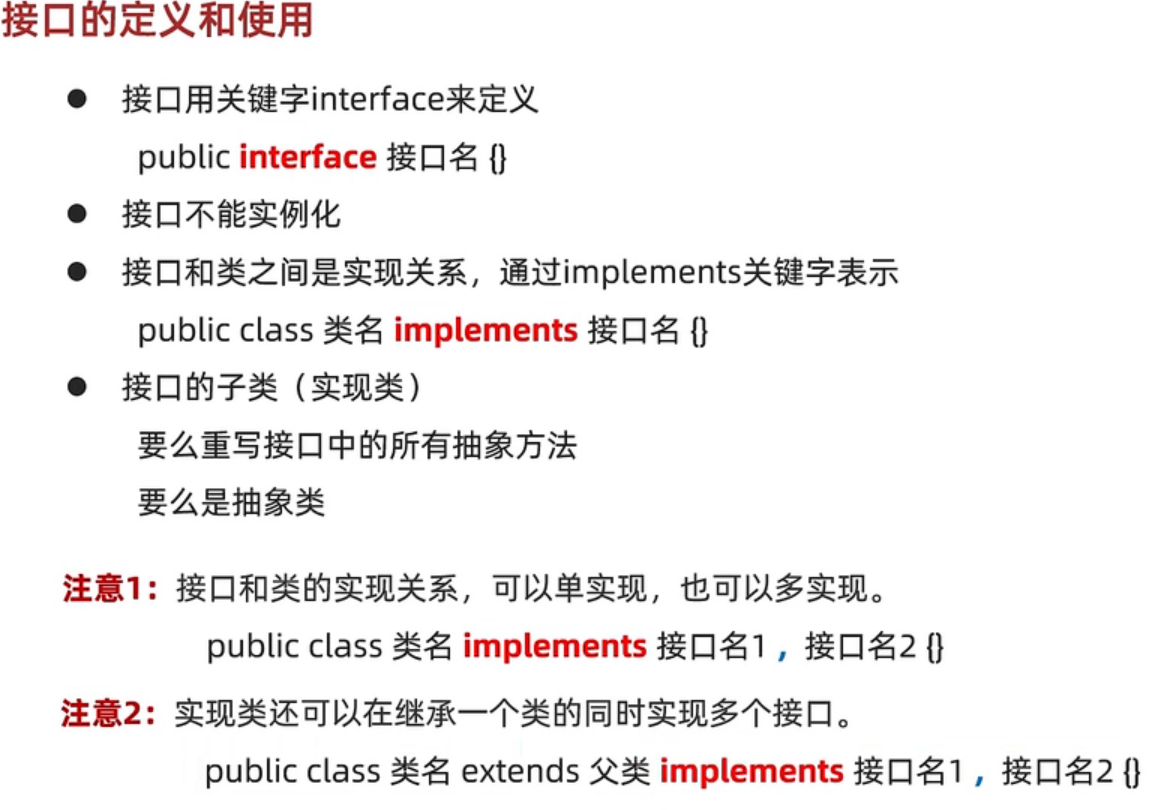 接口的定义和使用
● 接口用关键字interface来定义
public interface 接口名 {}
● 接口不能实例化
● 接口和类之间是实现关系，通过implements关键字表示
public class 类名 implements 接口名 {}
● 接口的子类（实现类）
要么重写接口中的所有抽象方法
要么是抽象类
注意1：接口和类的实现关系，可以单实现，也可以多实现。
public class 类名 implements 接口名1 ，接口名2 {}
注意2：实现类还可以在继承一个类的同时实现多个接口。
public class 类名 extends 父类 implements 接口名1 ，接口名2 {}